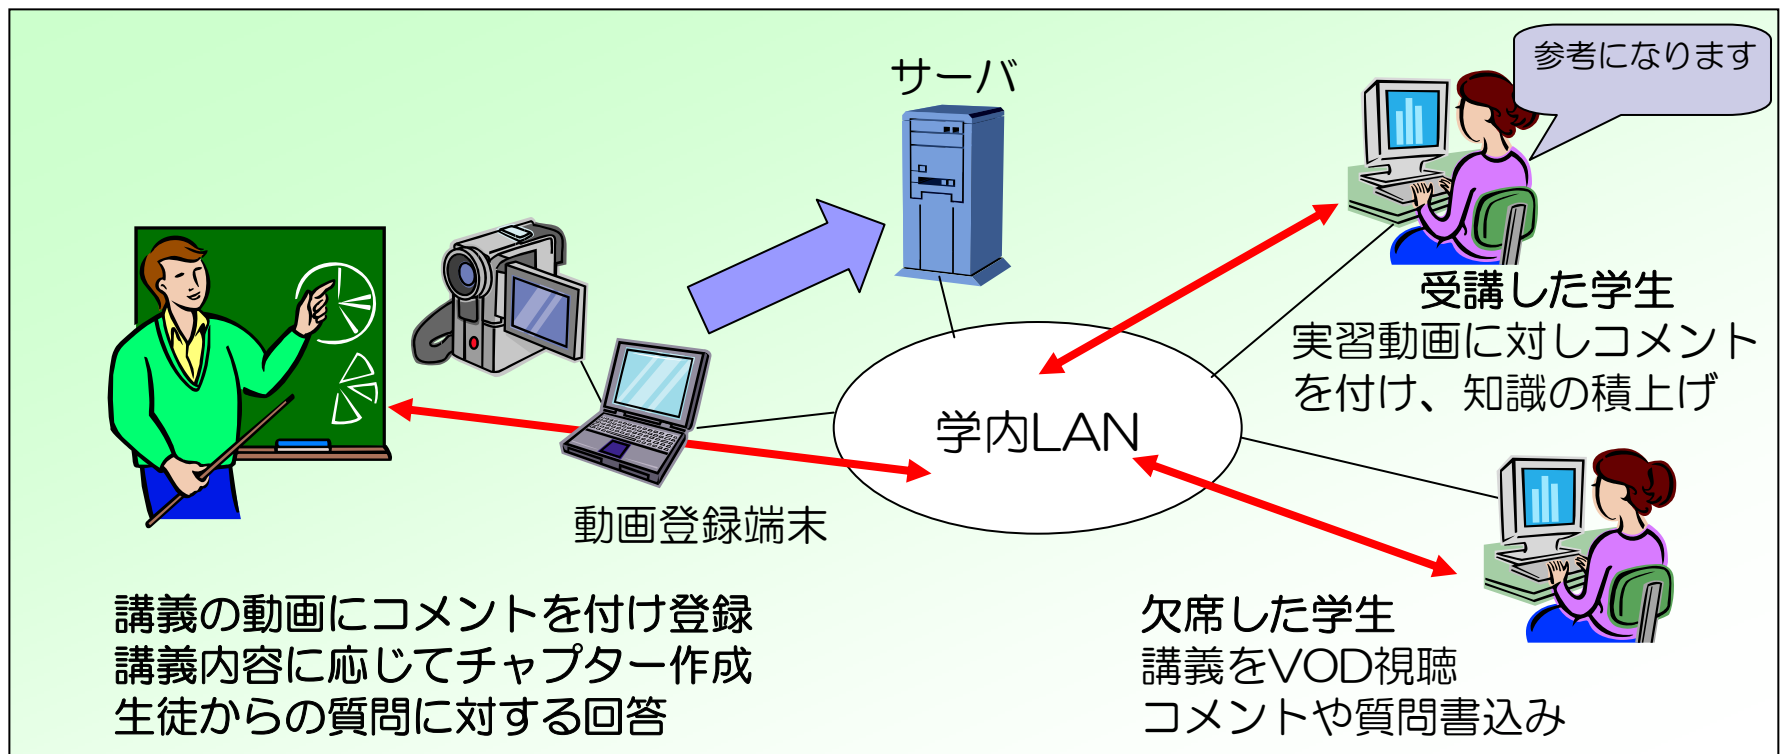 サーバ
参考になります
受講した学生
実習動画に対しコメント
を付け、知識の積上げ
学内LAN
動画登録端末
講義の動画にコメントを付け登録
講義内容に応じてチャプター作成
生徒からの質問に対する回答
欠席した学生
講義をVOD視聴
コメントや質問書込み